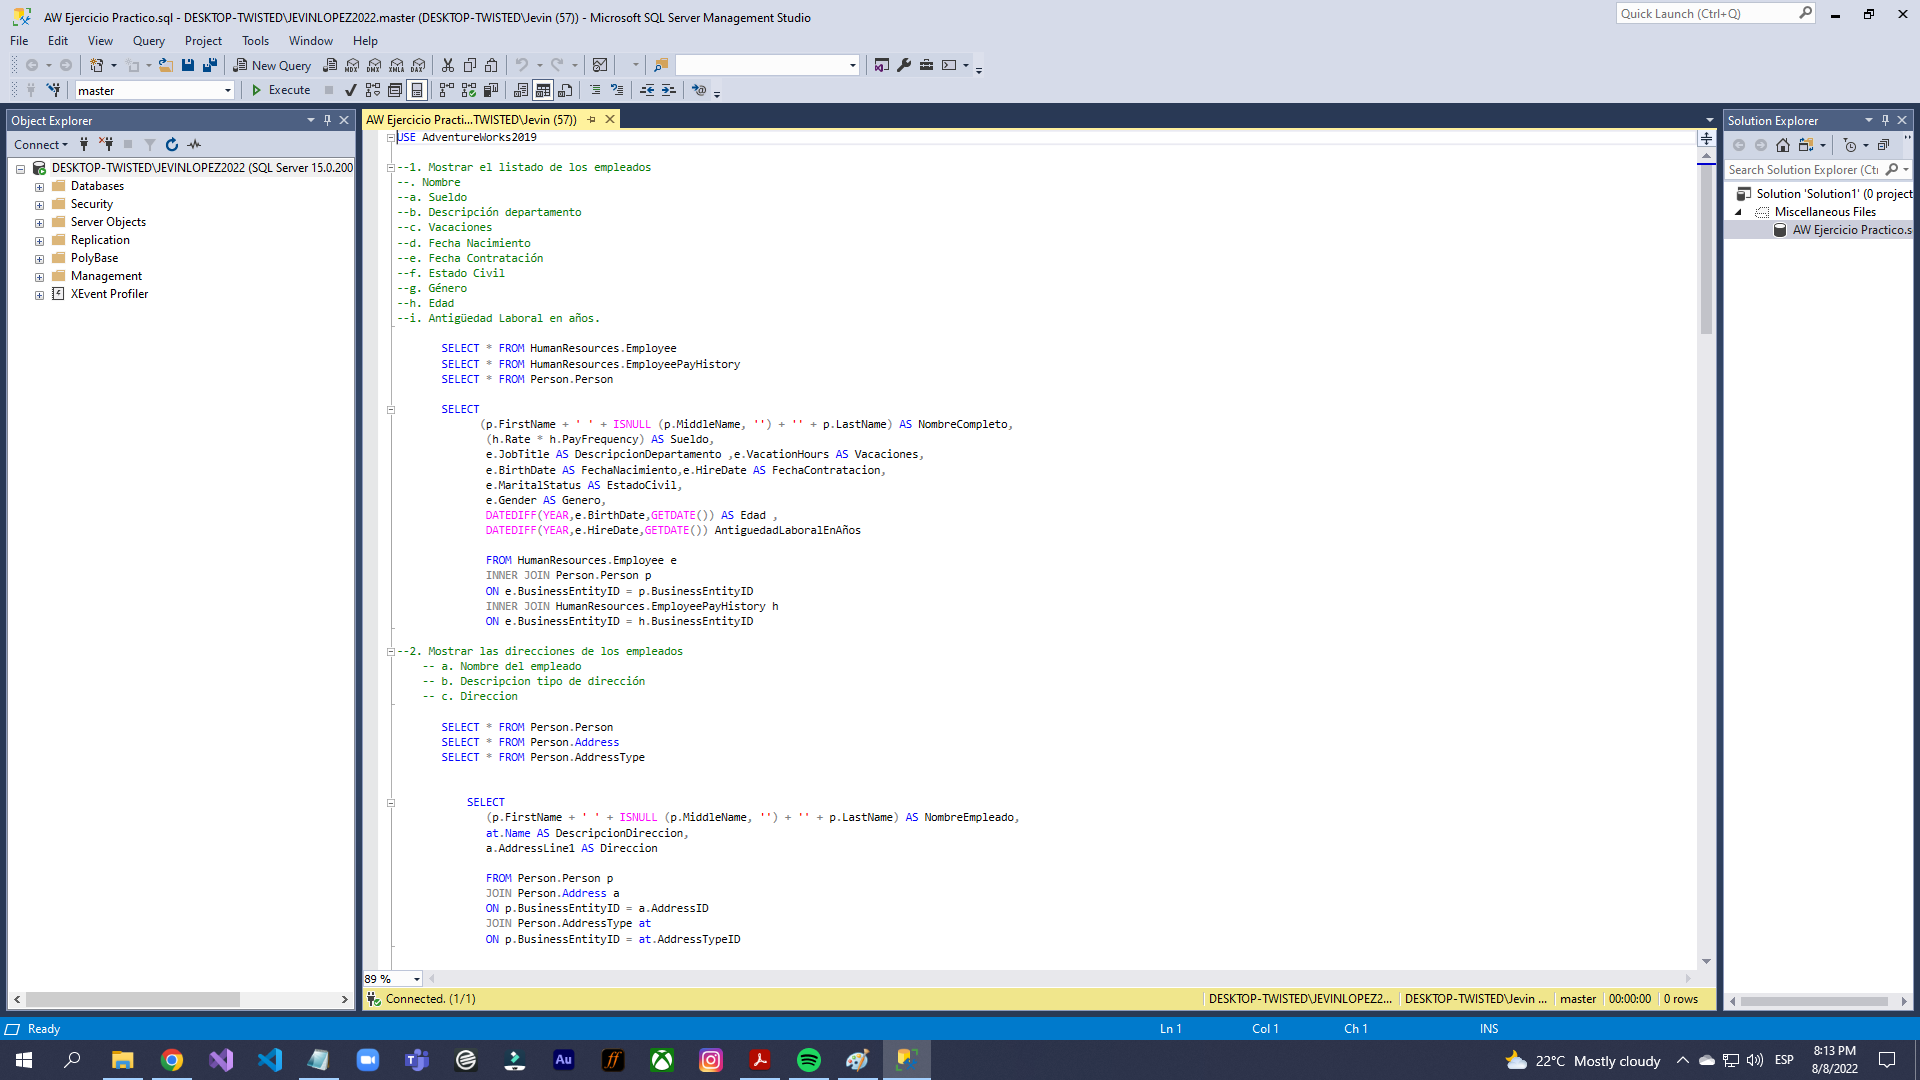 AW Ejercicio Practico.sql - DESKTOP-TWISTED\JEVINLOPEZ2022.master (DESKTOP-TWISTED\Jevin (57)) - Microsoft SQL Server Management Studio
Quick Launch (Ctrl+Q)
File Edit View Query Project Tools Window Help
New Query
MDX DMX XMLA DAX
master
Execute
Object Explorer
Connect
DESKTOP-TWISTED\JEVINLOPEZ2022 (SQL Server 15.0.200
Databases
Security
Server Objects
Replication
PolyBase
Management
XEvent Profiler
AW Ejercicio Practi...TWISTED\Jevin (57))
USE AdventureWorks2019
--1. Mostrar el listado de los empleados
--. Nombre
--a. Sueldo
--b. Descripción departamento
--c. Vacaciones
--d. Fecha Nacimiento
--e. Fecha Contratación
--f. Estado Civil
--g. Género
--h. Edad
--i. Antigüedad Laboral en años.
SELECT * FROM HumanResources.Employee
SELECT * FROM HumanResources.EmployeePayHistory
SELECT * FROM Person.Person
SELECT
(p.FirstName + ' ' + ISNULL (p.MiddleName, '') + '' + p.LastName) AS NombreCompleto,
(h.Rate * h.PayFrequency) AS Sueldo,
e.JobTitle AS DescripcionDepartamento ,e.VacationHours AS Vacaciones,
e.BirthDate AS FechaNacimiento,e.HireDate AS FechaContratacion,
e.MaritalStatus AS EstadoCivil,
e.Gender AS Genero,
DATEDIFF(YEAR,e.BirthDate,GETDATE()) AS Edad ,
DATEDIFF(YEAR,e.HireDate,GETDATE()) AntiguedadLaboralEnAños
FROM HumanResources.Employee e
INNER JOIN Person.Person p
ON e.BusinessEntityID = p.BusinessEntityID
INNER JOIN HumanResources.EmployeePayHistory h
ON e.BusinessEntityID = h.BusinessEntityID
--2. Mostrar las direcciones de los empleados
-- a. Nombre del empleado
-- b. Descripcion tipo de dirección
-- c. Direccion
SELECT * FROM Person.Person
SELECT * FROM Person.Address
SELECT * FROM Person.AddressType
SELECT
(p.FirstName + ' ' + ISNULL (p.MiddleName, '') + '' + p.LastName) AS NombreEmpleado,
at.Name AS DescripcionDireccion,
a.AddressLine1 AS Direccion
FROM Person.Person p
JOIN Person.Address a
ON p.BusinessEntityID = a.AddressID
JOIN Person.AddressType at
ON p.BusinessEntityID = at.AddressTypeID
89 %
Connected. (1/1)
DESKTOP-TWISTED\JEVINLOPEZ2... DESKTOP-TWISTED\Jevin ... master 00:00:00 0 rows
Solution Explorer
Search Solution Explorer (Ctr
Solution 'Solution1' (0 project
Miscellaneous Files
AW Ejercicio Practico.s
Ready
Ln 1 Col 1 Ch 1 INS
Au
22°C Mostly cloudy
ESP
8:13 PM
8/8/2022